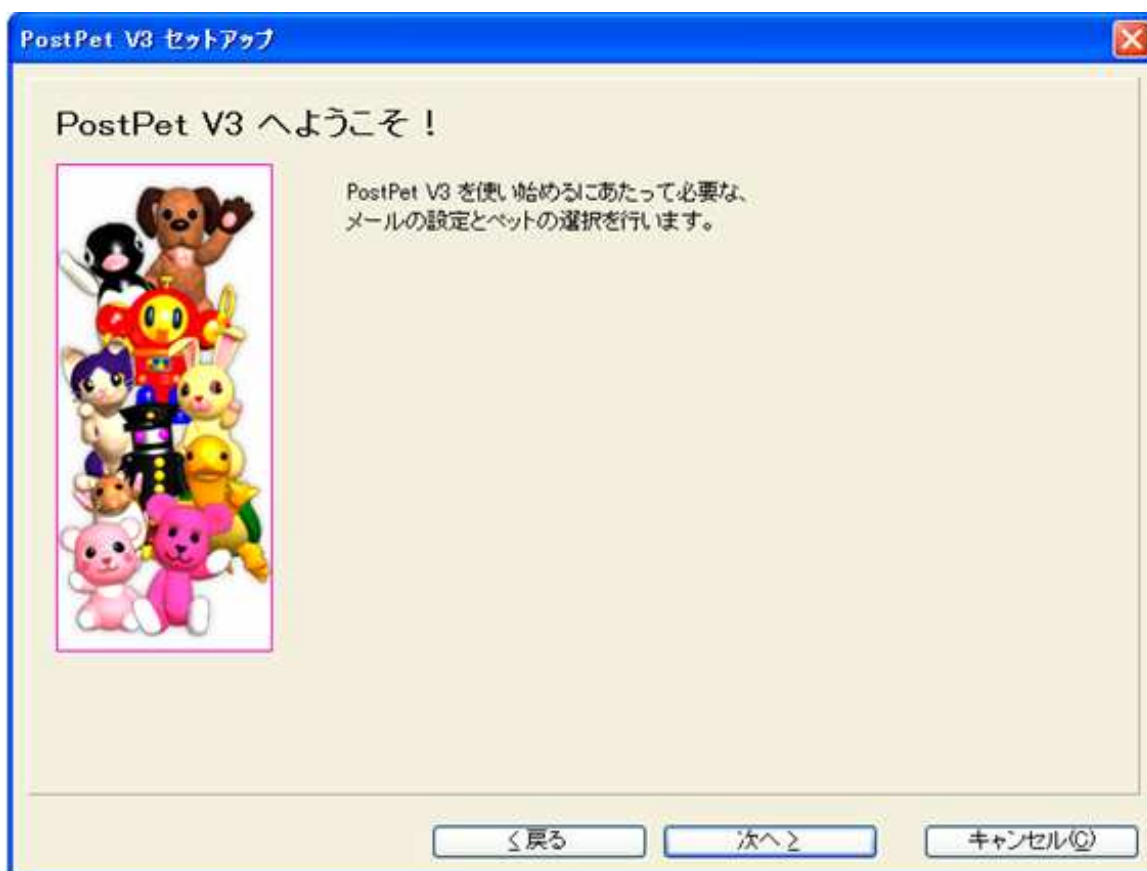 PostPet V3 セットアップ
PostPet V3 へようこそ！
PostPet V3 を使い始めるにあたって必要な、
メールの設定とペットの選択を行います。
<戻る
次へ>
キャンセル(C)